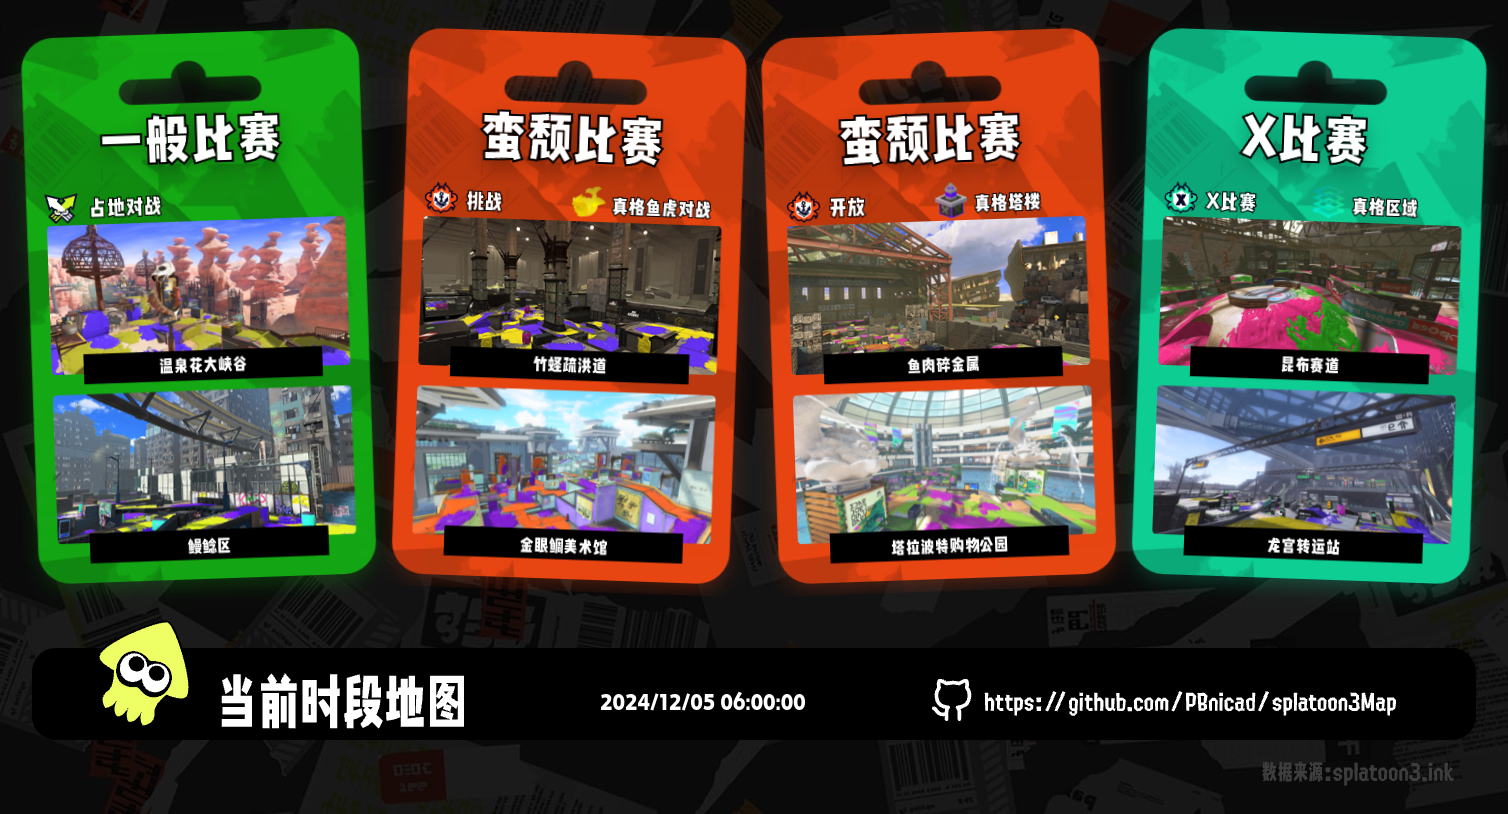 一般比赛
占地对战
温泉花大峡谷
鳗鲶区
蛮颓比赛
挑战
真格鱼虎对战
竹蛏疏洪道
金眼鲷美术馆
蛮颓比赛
开放
真格塔楼
鱼肉碎金属
塔拉波特购物公园
X比赛
X比赛
真格区域
昆布赛道
龙宫转运站
当前时段地图
2024/12/05 06:00:00
https://github.com/PBnicad/splatoon3Map
数据来源:splatoon3.ink